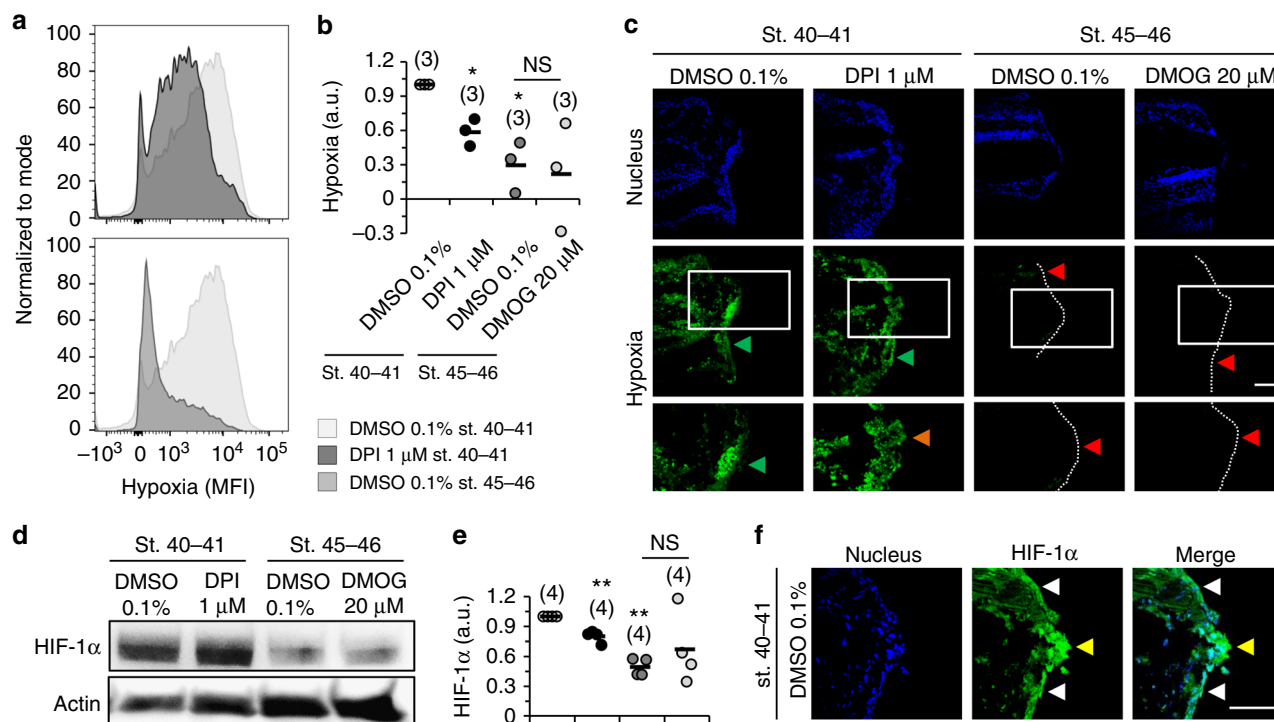 a
Normalized to mode
100
80
60
40
20
0
100
80
60
40
20
0
–10³ 0 10³ 10⁴ 10⁵
Hypoxia (MFI)
b
Hypoxia (a.u.)
1.2
0.9
0.6
0.3
0
–0.3
(3)
*
(3)
*
(3)
NS
(3)
DMSO 0.1%
DPI 1 μM
DMSO 0.1%
DMOG 20 μM
St. 40–41
St. 45–46
DMSO 0.1% st. 40–41
DPI 1 μM st. 40–41
DMSO 0.1% st. 45–46
c
St. 40–41
St. 45–46
DMSO 0.1%
DPI 1 μM
DMSO 0.1%
DMOG 20 μM
Nucleus
Hypoxia
d
St. 40–41
St. 45–46
DMSO 0.1%
DPI 1 μM
DMSO 0.1%
DMOG 20 μM
HIF-1α
Actin
e
HIF-1α (a.u.)
1.2
0.9
0.6
0.3
0
(4)
**
(4)
**
(4)
NS
(4)
f
st. 40–41
DMSO 0.1%
Nucleus
HIF-1α
Merge